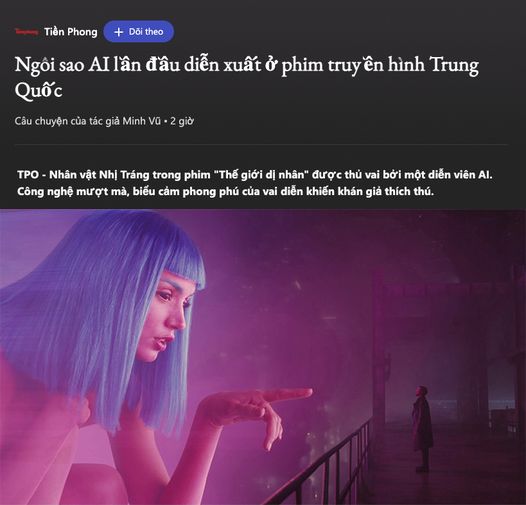 Tiền Phong
Tiền Phong + Dõi theo
Ngôi sao AI lần đầu diễn xuất ở phim truyền hình Trung
Quốc
Câu chuyện của tác giả Minh Vũ • 2 giờ
TPO - Nhân vật Nhị Tráng trong phim "Thế giới dị nhân" được thủ vai bởi một diễn viên AI.
Công nghệ mượt mà, biểu cảm phong phú của vai diễn khiến khán giả thích thú.